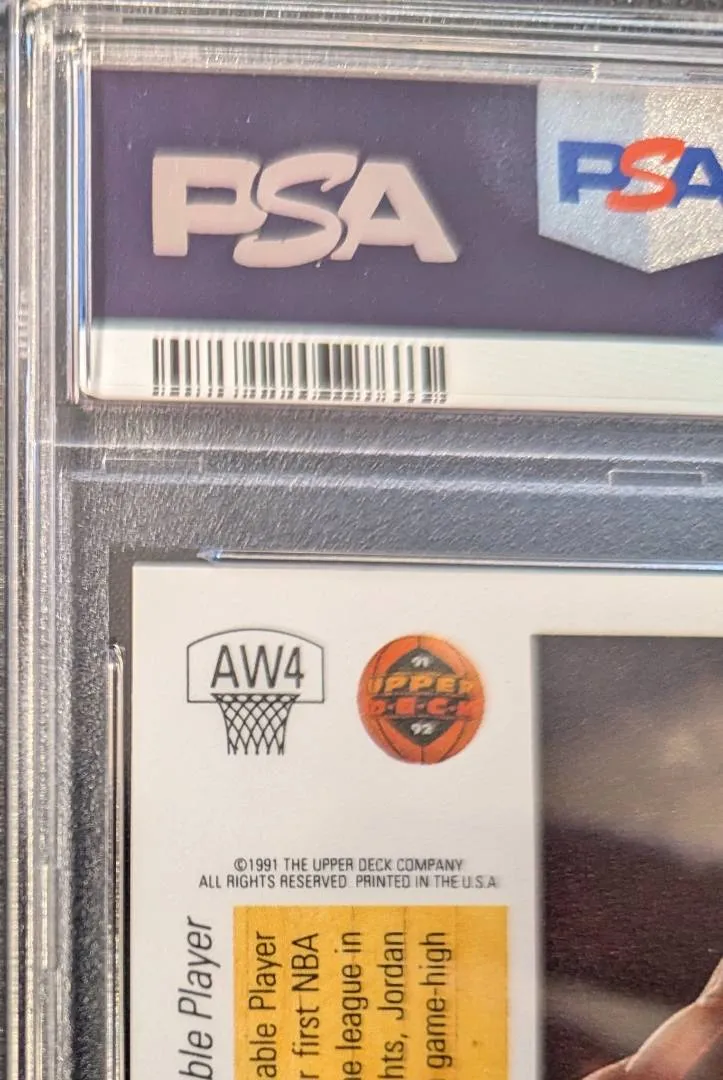 PSA
PSA
AW4
91
UPPER
D·E·C·K
92
©1991 THE UPPER DECK COMPANY
ALL RIGHTS RESERVED PRINTED IN THE U.S.A.
ble Player
able Player
r first NBA
e league in
hts, Jordan
game-high